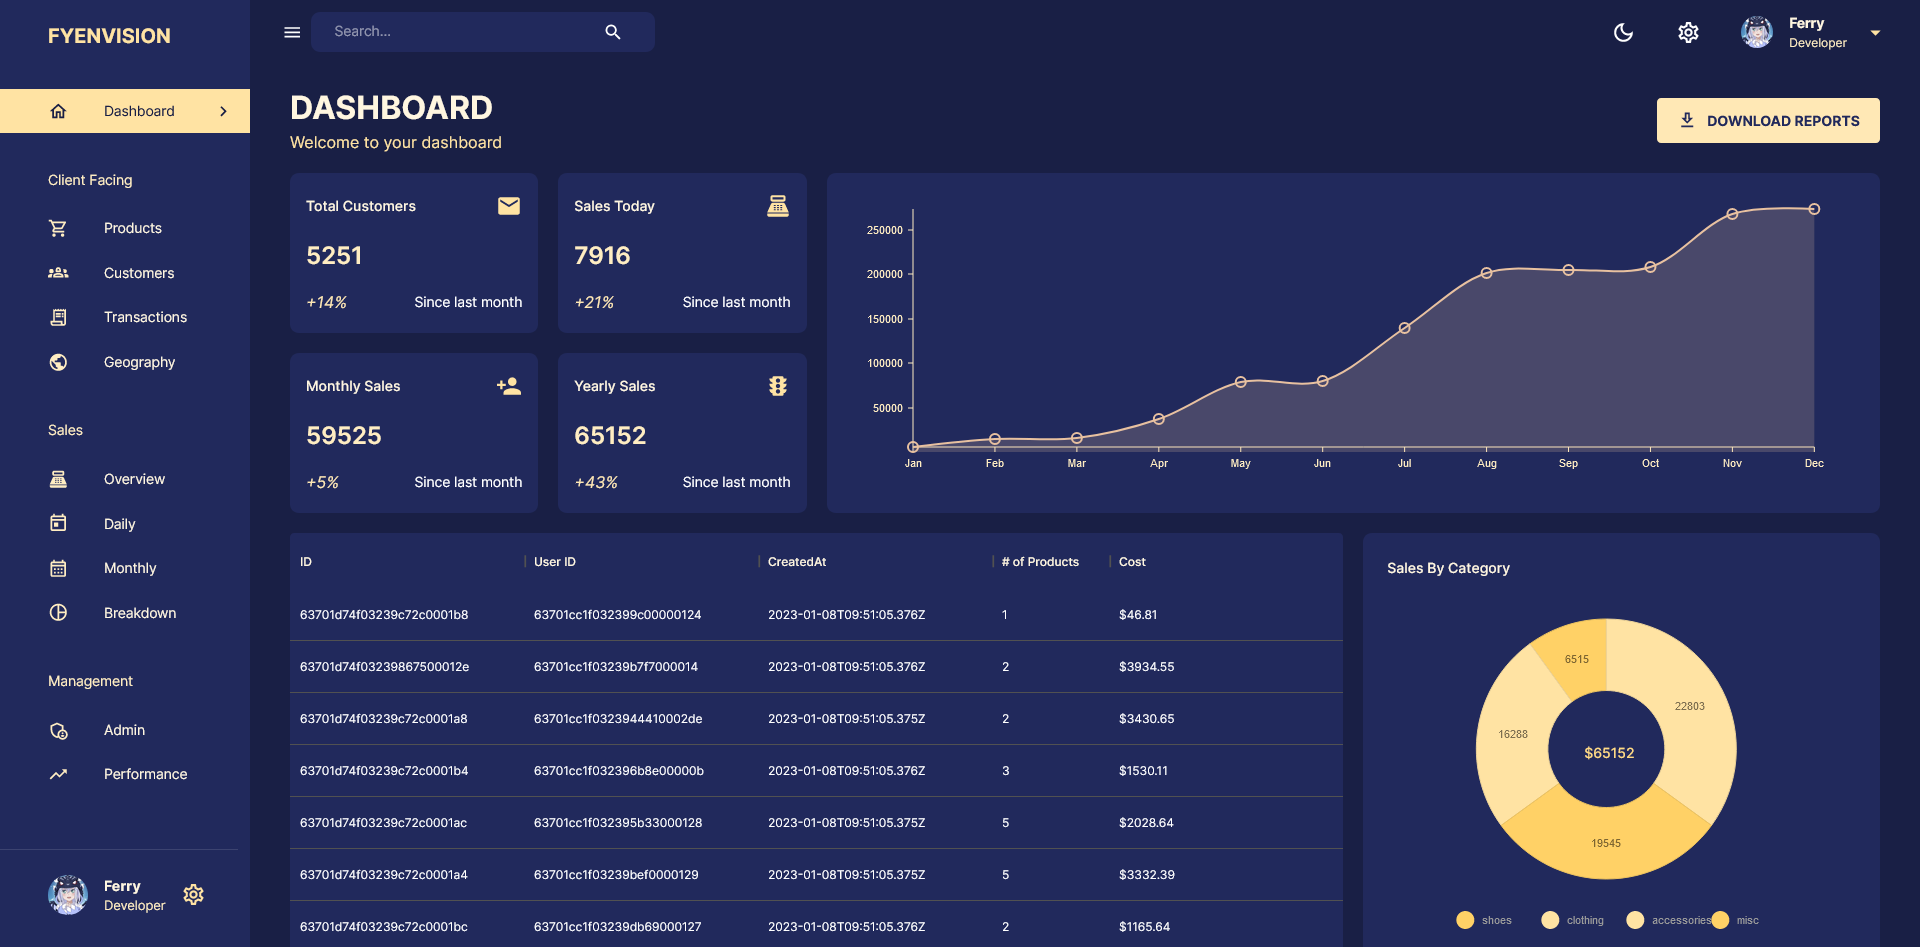 FYENVISION
Search...
Ferry
Developer
Dashboard
Client Facing
Products
Customers
Transactions
Geography
Sales
Overview
Daily
Monthly
Breakdown
Management
Admin
Performance
Ferry
Developer
DASHBOARD
Welcome to your dashboard
DOWNLOAD REPORTS
Total Customers
5251
+14% Since last month
Sales Today
7916
+21% Since last month
Monthly Sales
59525
+5% Since last month
Yearly Sales
65152
+43% Since last month
250000
200000
150000
100000
50000
Jan Feb Mar Apr May Jun Jul Aug Sep Oct Nov Dec
ID User ID CreatedAt # of Products Cost
63701d74f03239c72c0001b8 63701cc1f032399c00000124 2023-01-08T09:51:05.376Z 1 $46.81
63701d74f03239867500012e 63701cc1f03239b7f7000014 2023-01-08T09:51:05.376Z 2 $3934.55
63701d74f03239c72c0001a8 63701cc1f0323944410002de 2023-01-08T09:51:05.375Z 2 $3430.65
63701d74f03239c72c0001b4 63701cc1f032396b8e00000b 2023-01-08T09:51:05.376Z 3 $1530.11
63701d74f03239c72c0001ac 63701cc1f032395b33000128 2023-01-08T09:51:05.375Z 5 $2028.64
63701d74f03239c72c0001a4 63701cc1f03239bef0000129 2023-01-08T09:51:05.375Z 5 $3332.39
63701d74f03239c72c0001bc 63701cc1f03239db69000127 2023-01-08T09:51:05.376Z 2 $1165.64
Sales By Category
6515
22803
16288
$65152
19545
shoes clothing accessories misc